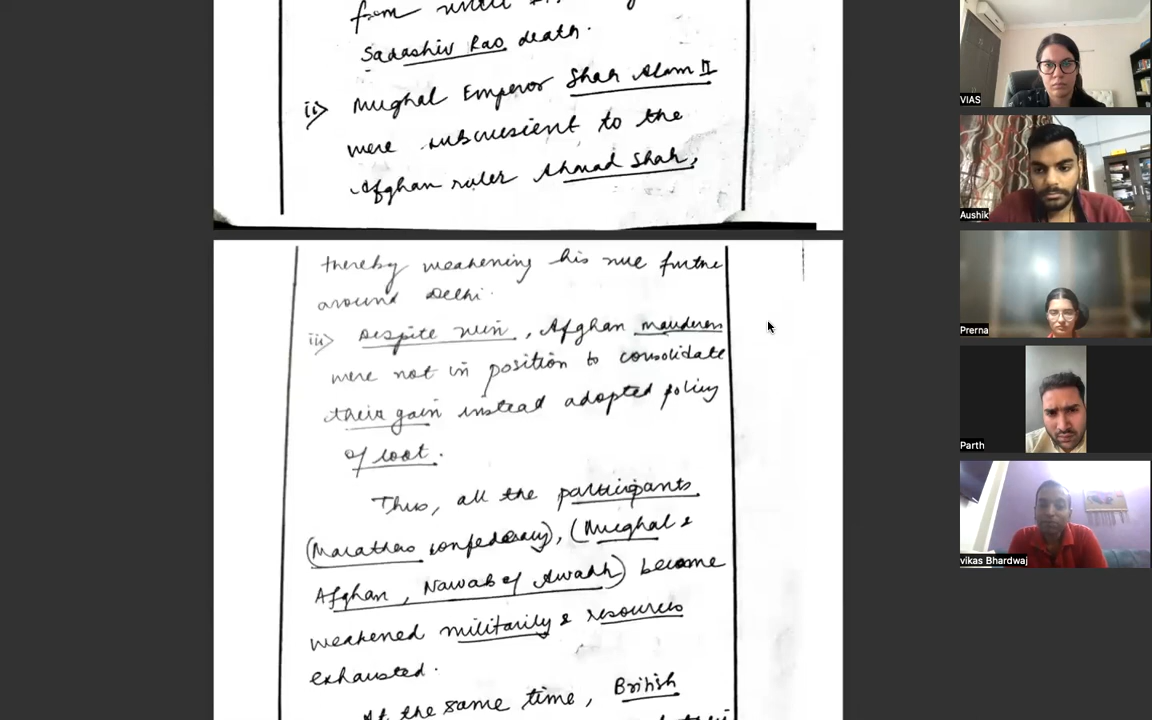 from
Sadashiv Rao death.
ii> Mughal Emperor Shah Alam II
were to the
Afghan ruler Ahmad Shah,
thereby weakening his rule
around Delhi.
iii> Despite win, Afghan
were not in position to consolidate
their gain instead adopted policy
of loot.
Thus, all the participants
(Marathas confederacy), (Mughal &
Afghan, Nawab of Awadh) became
weakened militarily & resources
exhausted.
At the same time, British
VIAS
Aushik
Prerna
Parth
vikas Bhardwaj